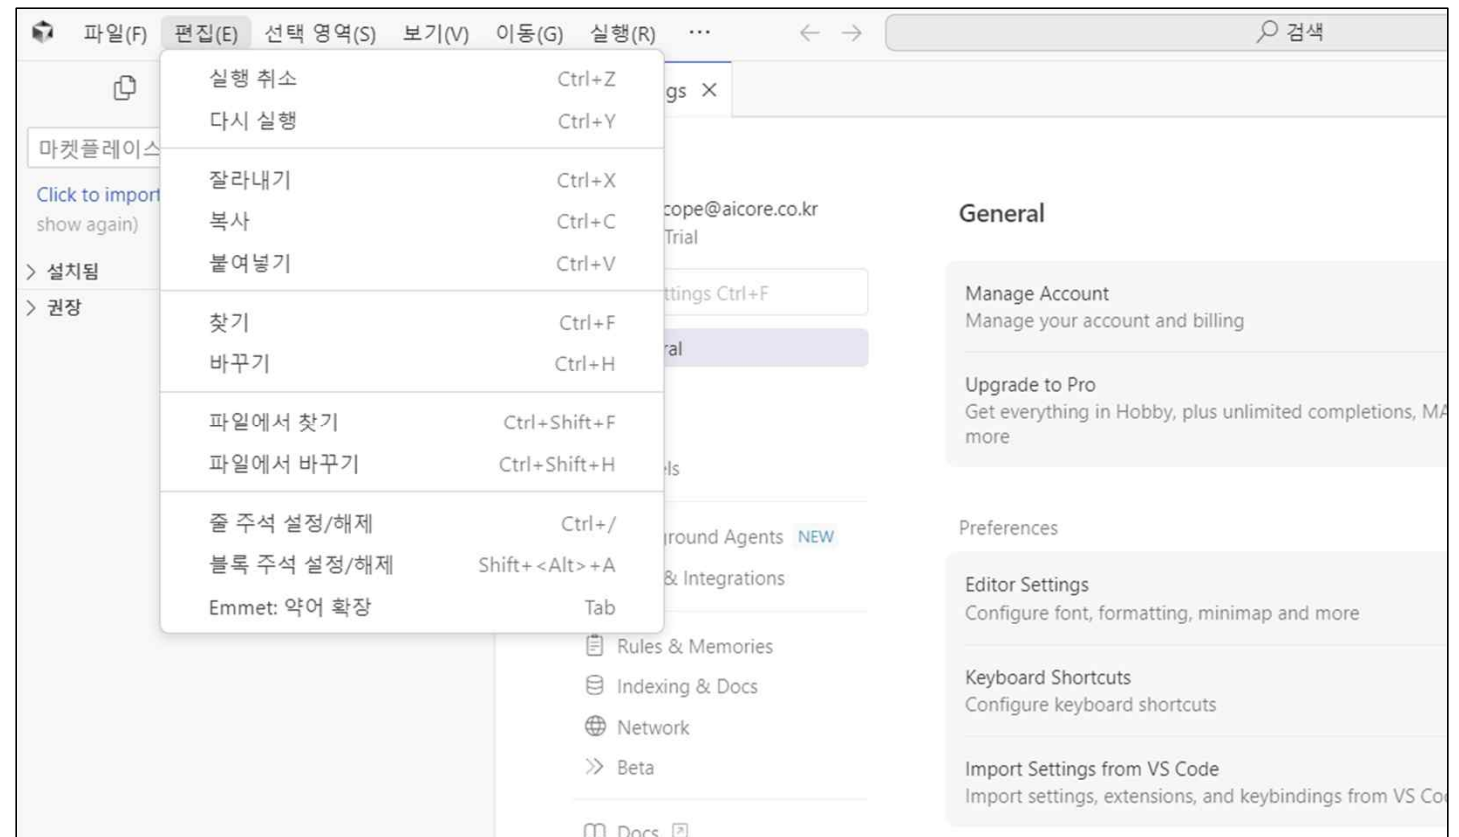 파일(F) 편집(E) 선택 영역(S) 보기(V) 이동(G) 실행(R) ··· 검색
실행 취소 Ctrl+Z
다시 실행 Ctrl+Y
잘라내기 Ctrl+X
복사 Ctrl+C
붙여넣기 Ctrl+V
찾기 Ctrl+F
바꾸기 Ctrl+H
파일에서 찾기 Ctrl+Shift+F
파일에서 바꾸기 Ctrl+Shift+H
줄 주석 설정/해제 Ctrl+/
블록 주석 설정/해제 Shift+<Alt>+A
Emmet: 약어 확장 Tab
마켓플레이스
Click to import
show again)
설치됨
권장
gs
cope@aicore.co.kr
Trial
ttings Ctrl+F
ral
ls
round Agents NEW
& Integrations
Rules & Memories
Indexing & Docs
Network
Beta
Docs
General
Manage Account
Manage your account and billing
Upgrade to Pro
Get everything in Hobby, plus unlimited completions, MA
more
Preferences
Editor Settings
Configure font, formatting, minimap and more
Keyboard Shortcuts
Configure keyboard shortcuts
Import Settings from VS Code
Import settings, extensions, and keybindings from VS Co